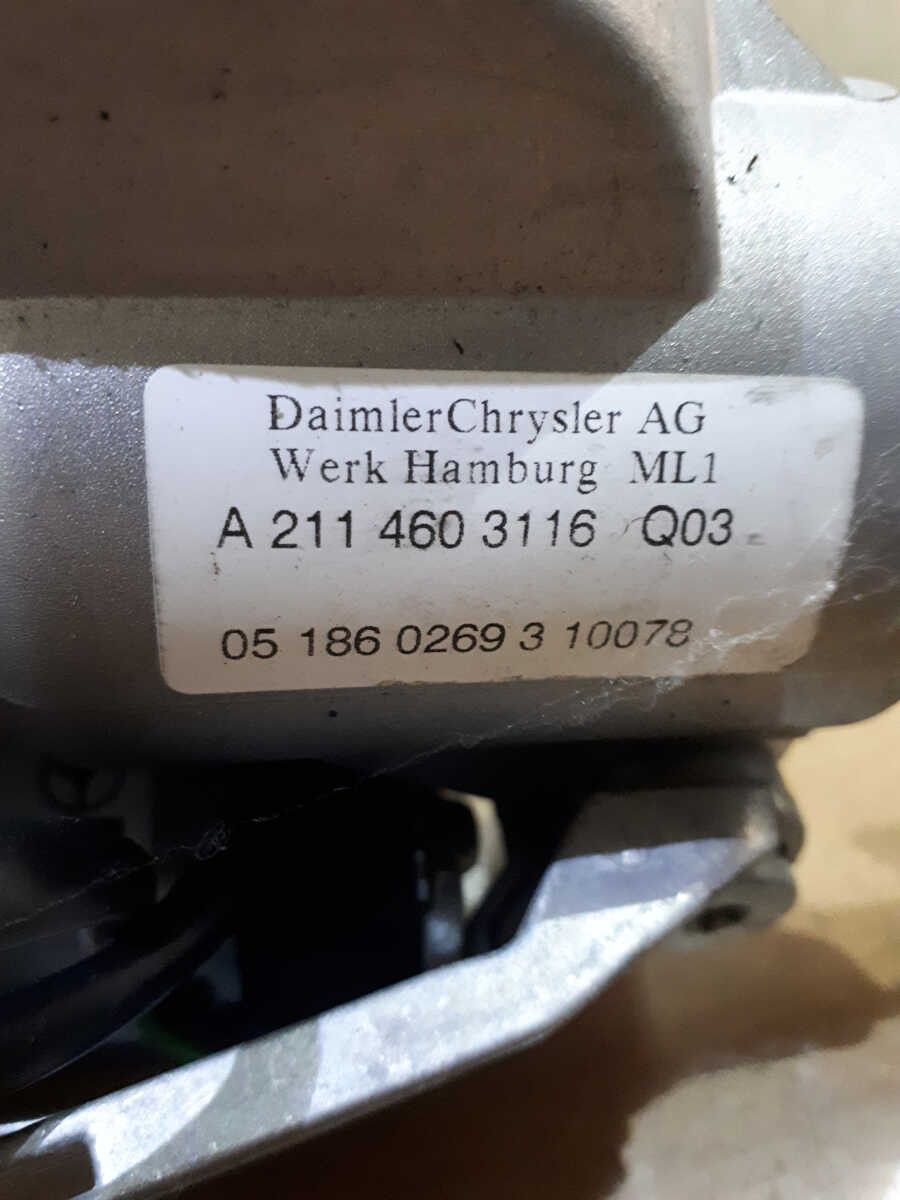 DaimlerChrysler AG
Werk Hamburg ML1
A 211 460 3116 Q03
05 186 0269 3 10078